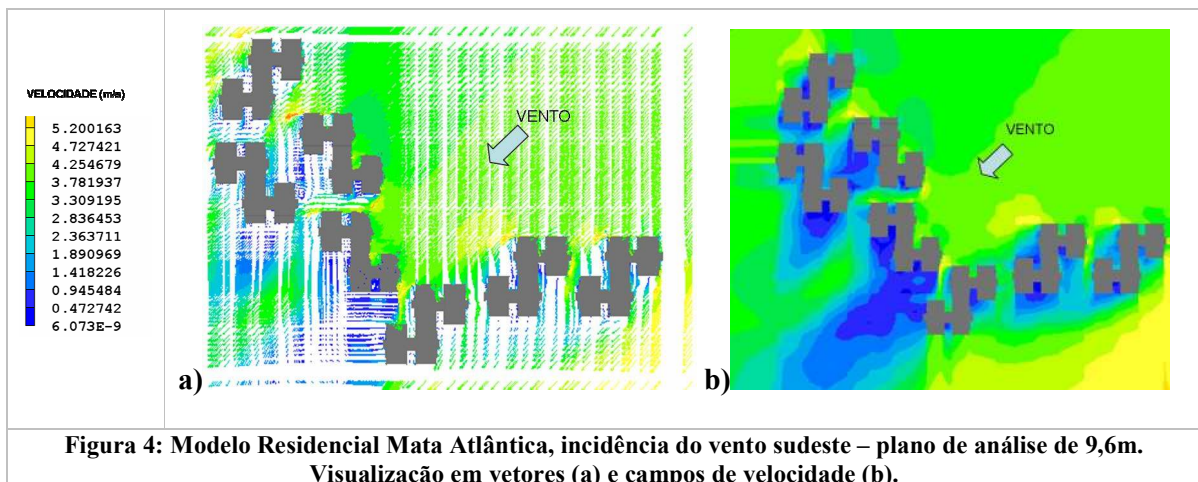 VELOCIDADE (m/s)
5.200163
4.727421
4.254679
3.781937
3.309195
2.836453
2.363711
1.890969
1.418226
0.945484
0.472742
6.073E-9
VENTO
a)
VENTO
b)
Figura 4: Modelo Residencial Mata Atlântica, incidência do vento sudeste – plano de análise de 9,6m.
Visualização em vetores (a) e campos de velocidade (b).